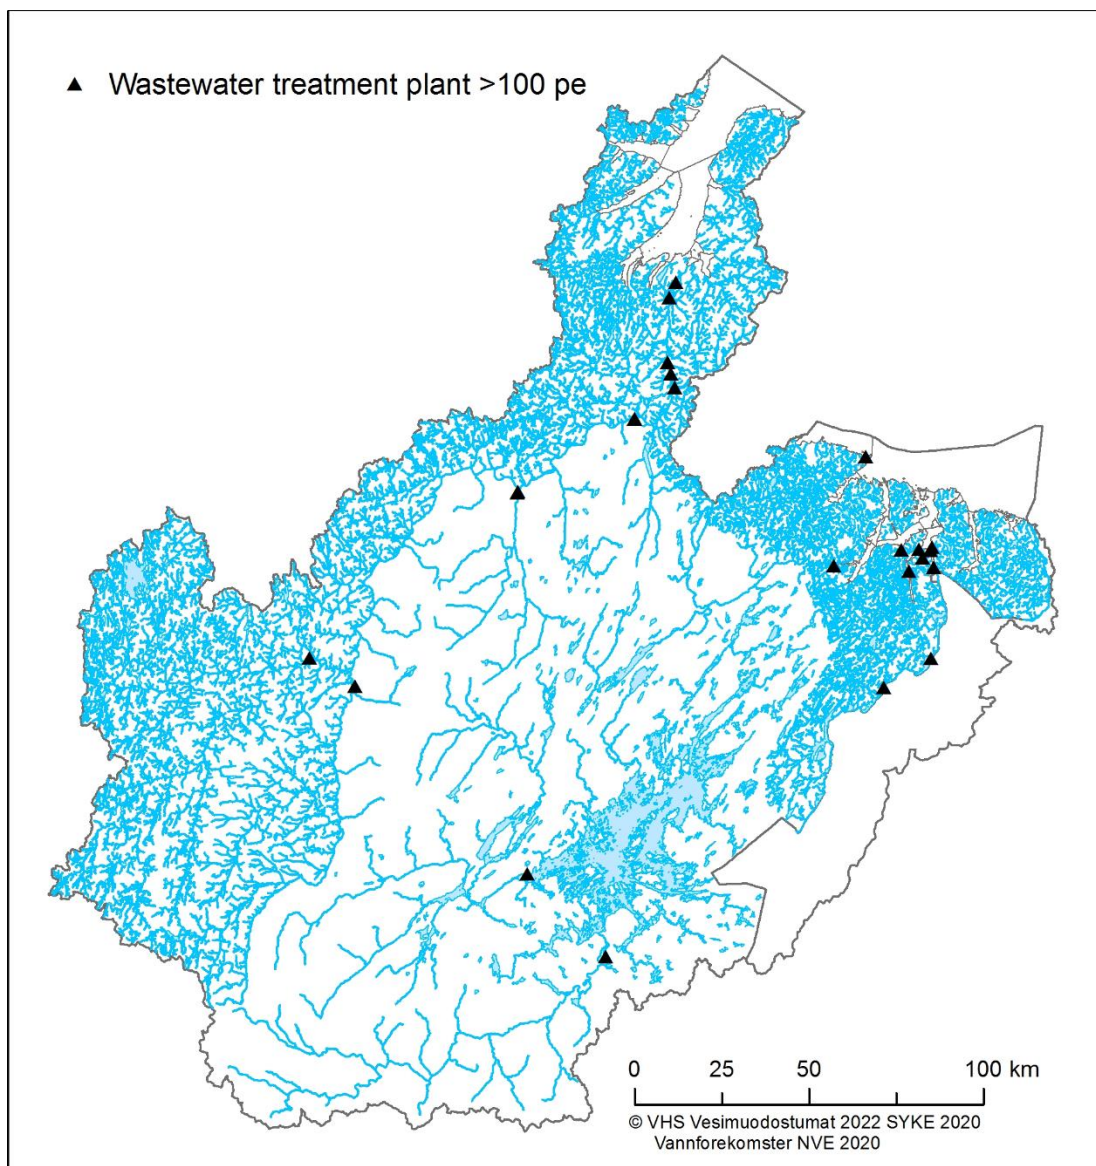 Wastewater treatment plant >100 pe
0 25 50 100 km
© VHS Vesimuodostumat 2022 SYKE 2020
Vannforekomster NVE 2020